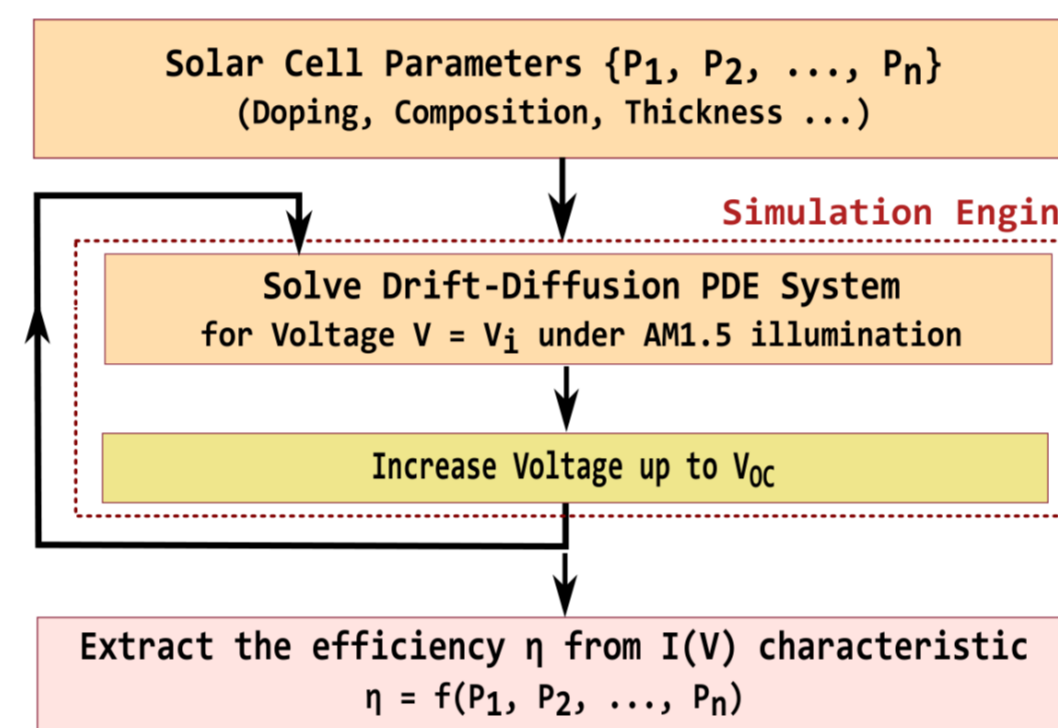 Solar Cell Parameters {P1, P2, ..., Pn}
(Doping, Composition, Thickness ...)
Simulation Engin
Solve Drift-Diffusion PDE System
for Voltage V = Vi under AM1.5 illumination
Increase Voltage up to VOC
Extract the efficiency η from I(V) characteristic
η = f(P1, P2, ..., Pn)